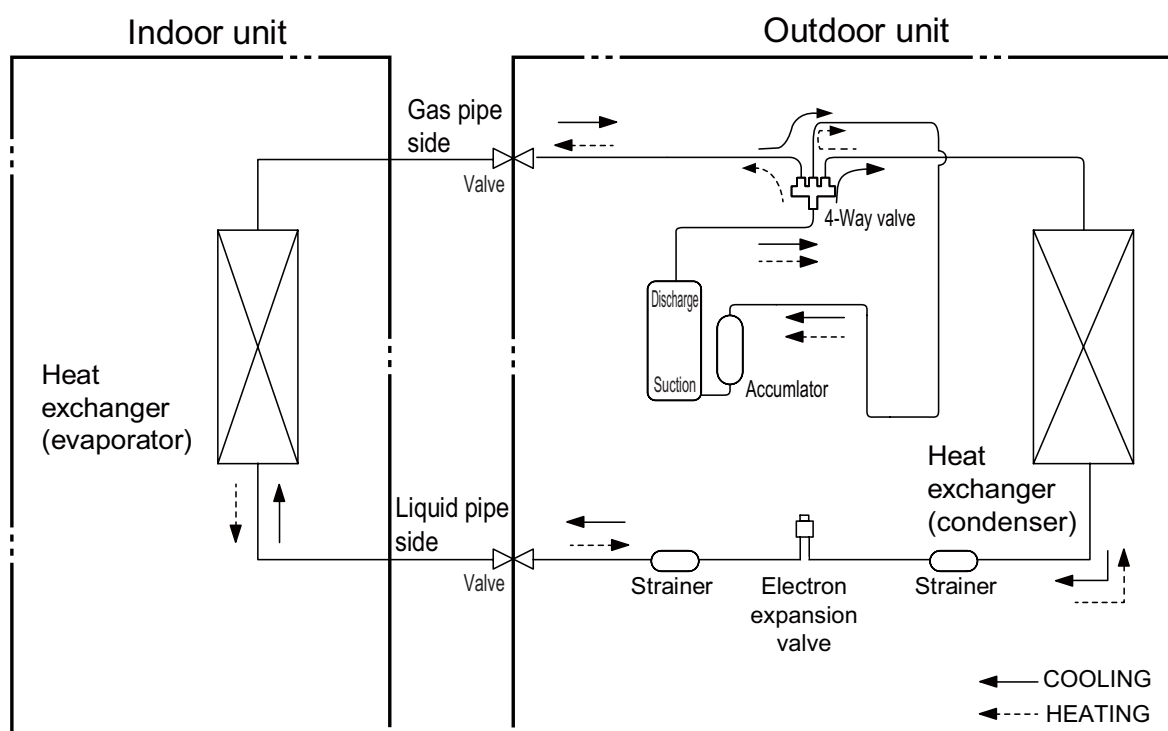 Indoor unit
Outdoor unit
Gas pipe
side
Valve
4-Way valve
Discharge
Suction
Accumlator
Heat
exchanger
(evaporator)
Heat
exchanger
(condenser)
Liquid pipe
side
Valve
Strainer
Electron
expansion
valve
Strainer
COOLING
HEATING